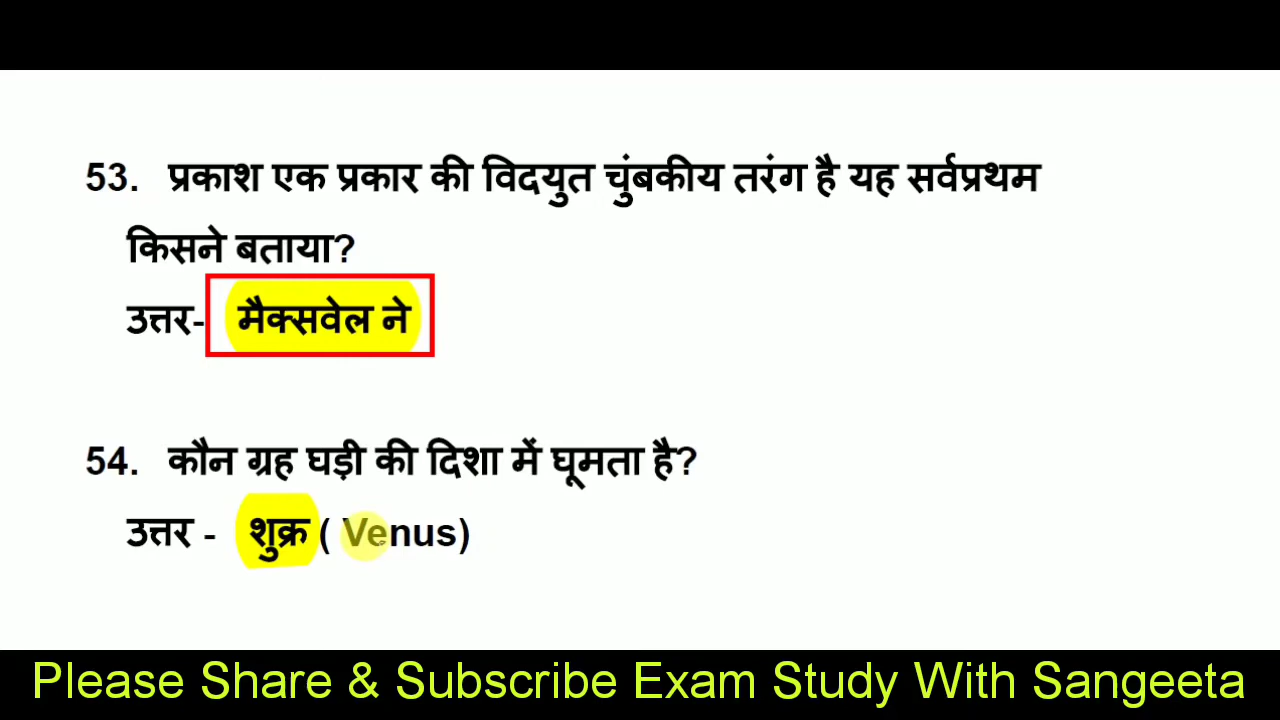 53. प्रकाश एक प्रकार की विदयुत चुंबकीय तरंग है यह सर्वप्रथम
किसने बताया?
उत्तर- मैक्सवेल ने
54. कौन ग्रह घड़ी की दिशा में घूमता है?
उत्तर - शुक्र ( Venus)
Please Share & Subscribe Exam Study With Sangeeta